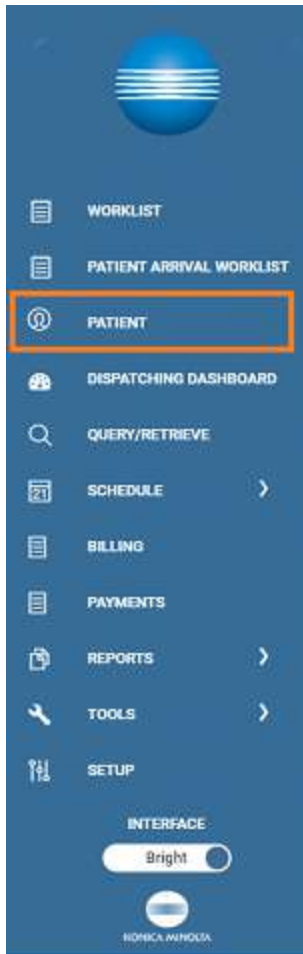 WORKLIST
PATIENT ARRIVAL WORKLIST
PATIENT
DISPATCHING DASHBOARD
QUERY/RETRIEVE
21
SCHEDULE
BILLING
PAYMENTS
REPORTS
TOOLS
SETUP
INTERFACE
Bright
KONICA MINOLTA